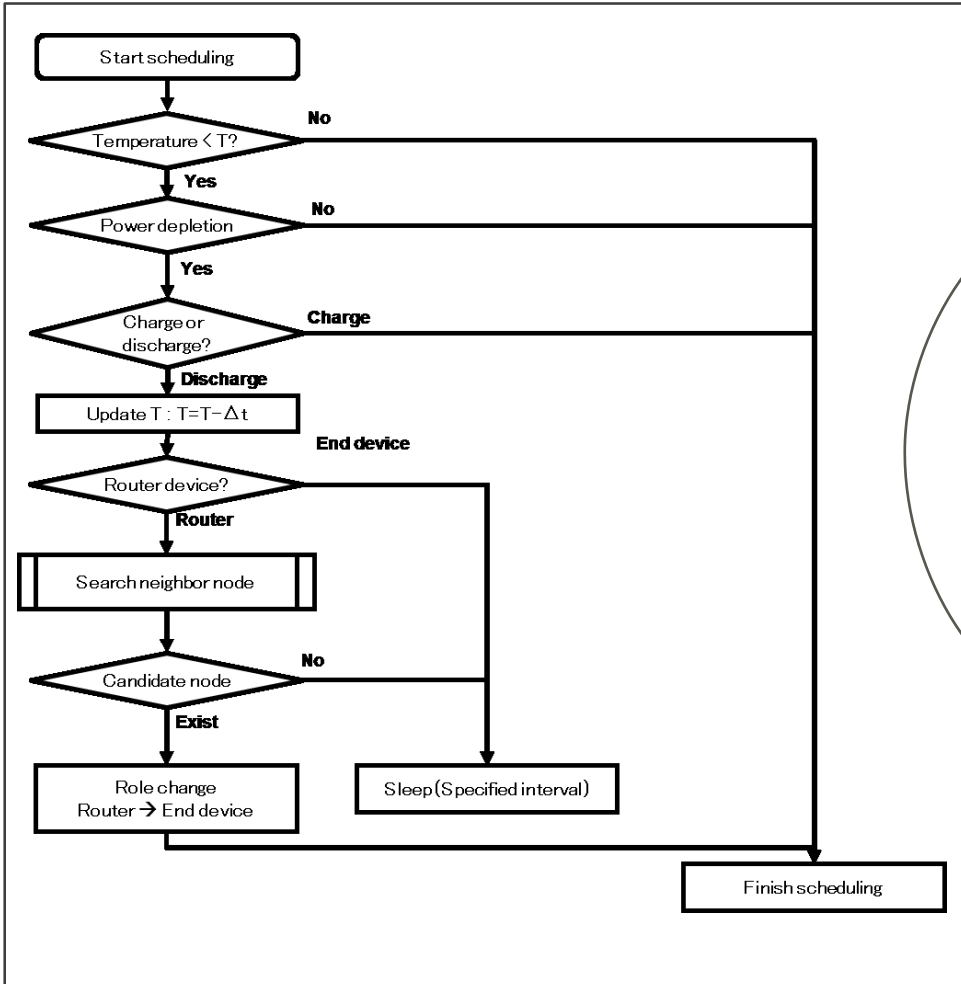 Start scheduling
No
Temperature < T?
Yes
No
Power depletion
Yes
Charge
Charge or
discharge?
Discharge
Update T : T=T-Δt
End device
Router device?
Router
Search neighbor node
No
Candidate node
Exist
Role change
Router → End device
Sleep(Specified interval)
Finish scheduling